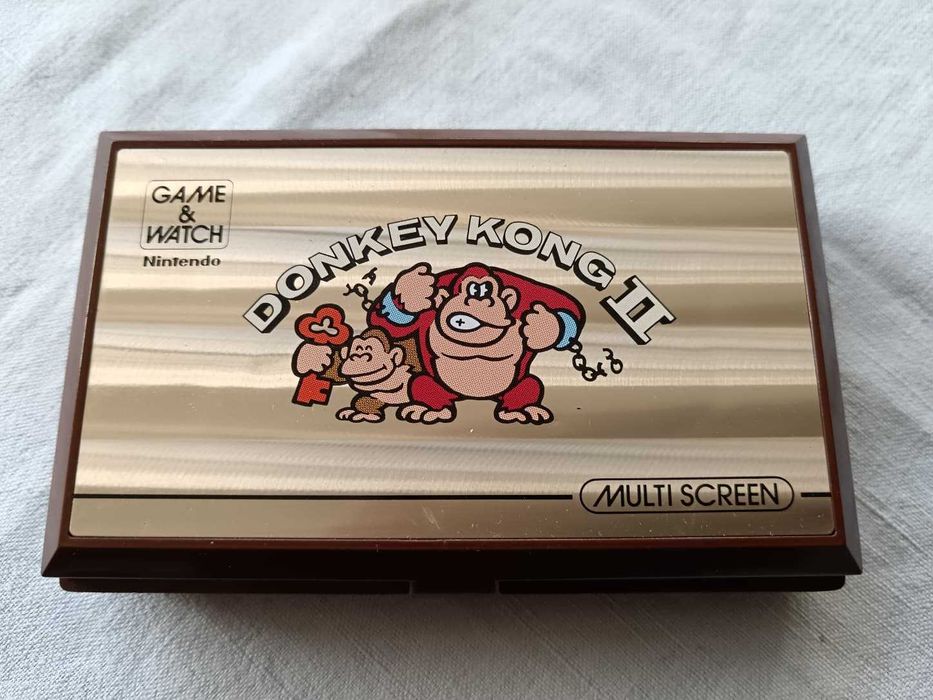 GAME
&
WATCH
Nintendo
DONKEY KONG II
MULTI SCREEN